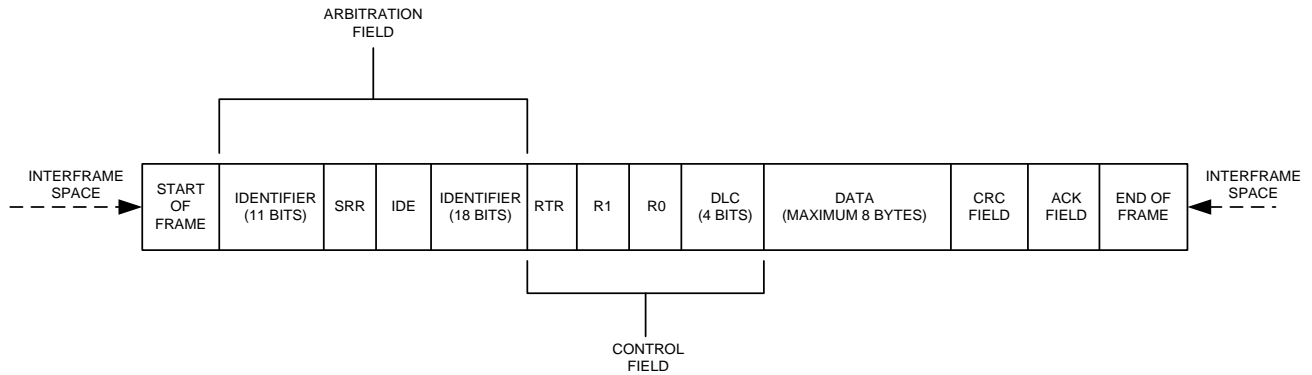 ARBITRATION
FIELD
INTERFRAME
SPACE
START
OF
FRAME
IDENTIFIER
(11 BITS)
SRR
IDE
IDENTIFIER
(18 BITS)
RTR
R1
R0
DLC
(4 BITS)
DATA
(MAXIMUM 8 BYTES)
CRC
FIELD
ACK
FIELD
END OF
FRAME
INTERFRAME
SPACE
CONTROL
FIELD